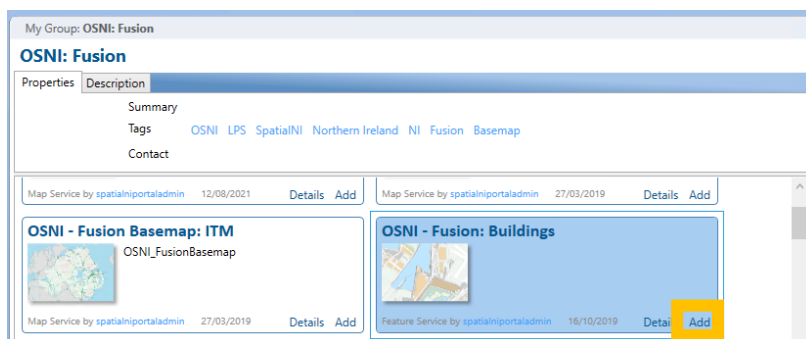 My Group: OSNI: Fusion
OSNI: Fusion
Properties Description
Summary
Tags OSNI LPS SpatialNI Northern Ireland NI Fusion Basemap
Contact
Map Service by spatialniportaladmin 12/08/2021 Details Add
Map Service by spatialniportaladmin 27/03/2019 Details Add
OSNI - Fusion Basemap: ITM
OSNI_FusionBasemap
Map Service by spatialniportaladmin 27/03/2019 Details Add
OSNI - Fusion: Buildings
Feature Service by spatialniportaladmin 16/10/2019 Detai Add